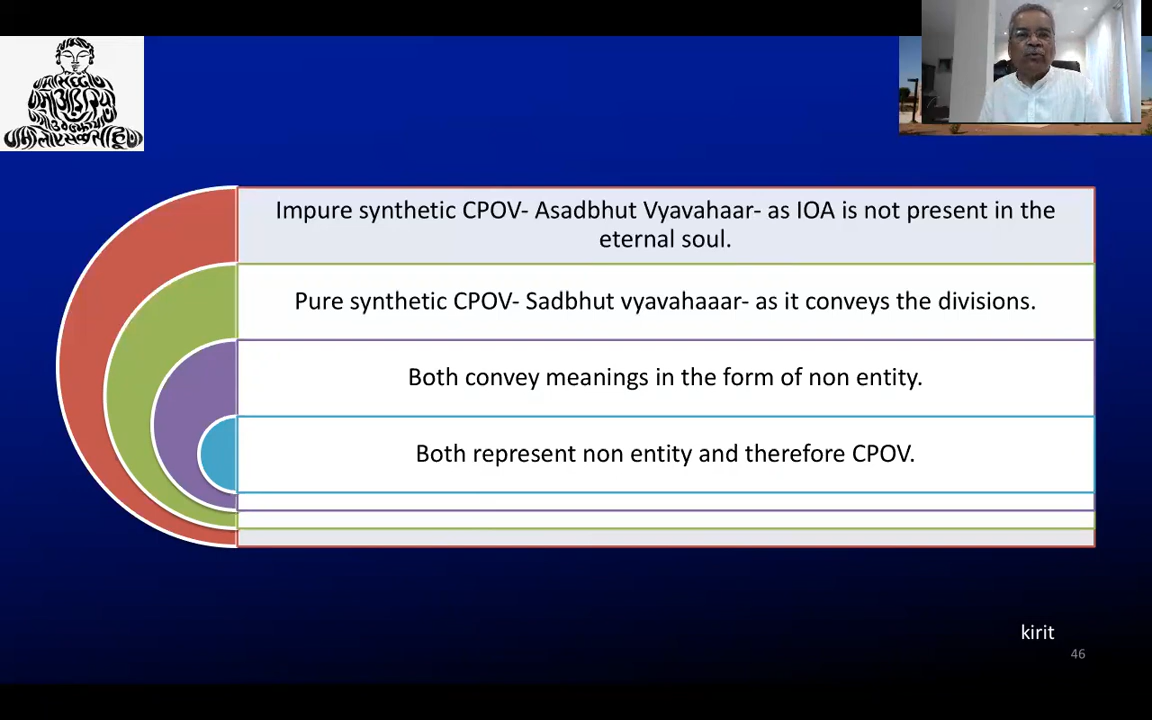 Impure synthetic CPOV- Asadbhut Vyavahaar- as IOA is not present in the
eternal soul.
Pure synthetic CPOV- Sadbhut vyavahaaar- as it conveys the divisions.
Both convey meanings in the form of non entity.
Both represent non entity and therefore CPOV.
kirit
46